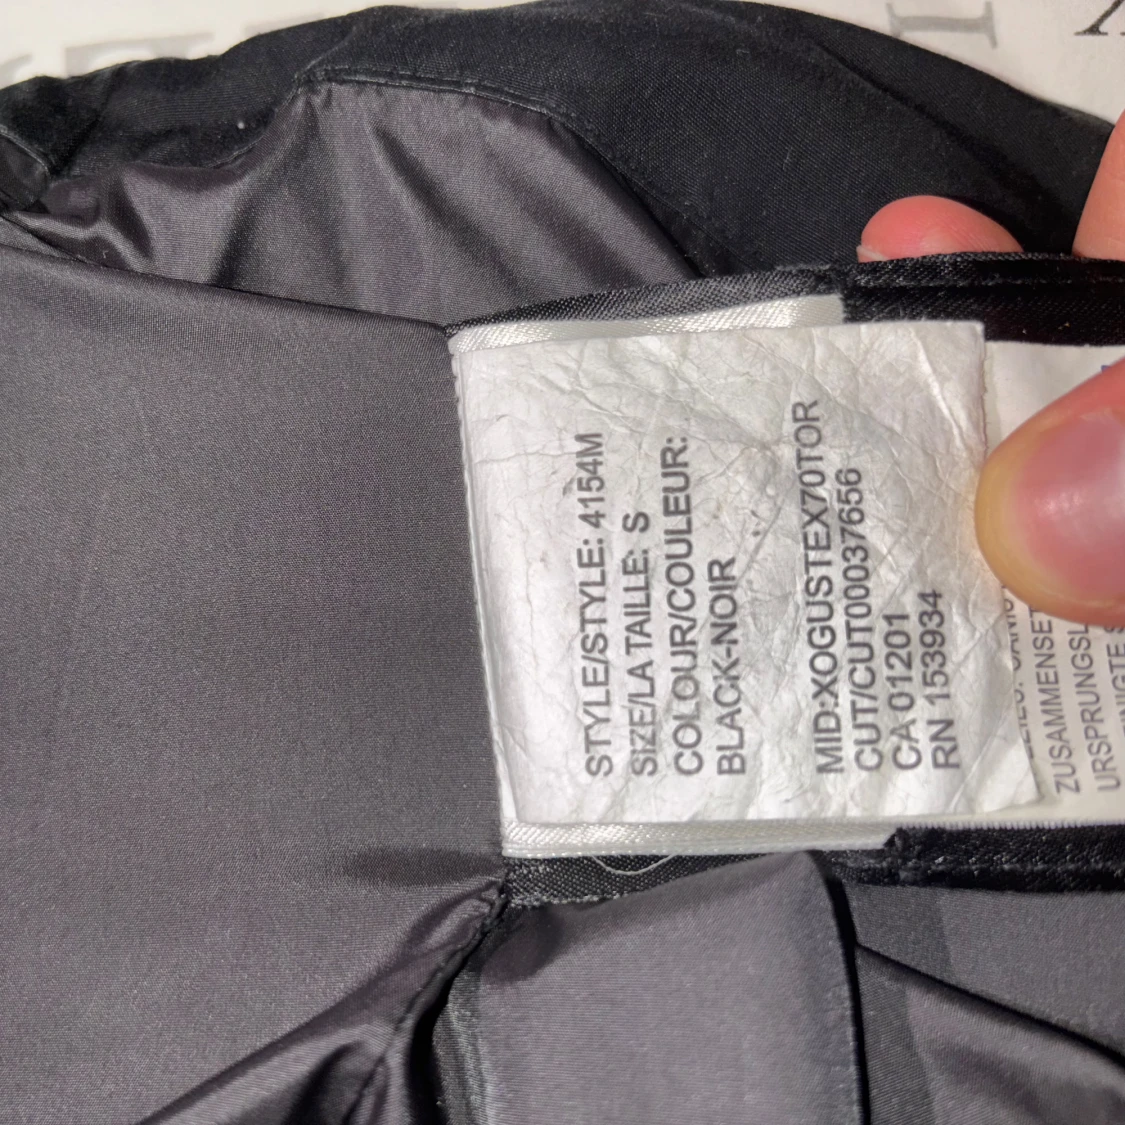 STYLE/STYLE: 4154M
SIZE/LA TAILLE: S
COLOUR/COULEUR:
BLACK-NOIR
MID:XOGUSTEX70TOR
CUT/CUT00037656
CA 01201
RN 153934
ZUSAMMENSET
URSPRUNGSL